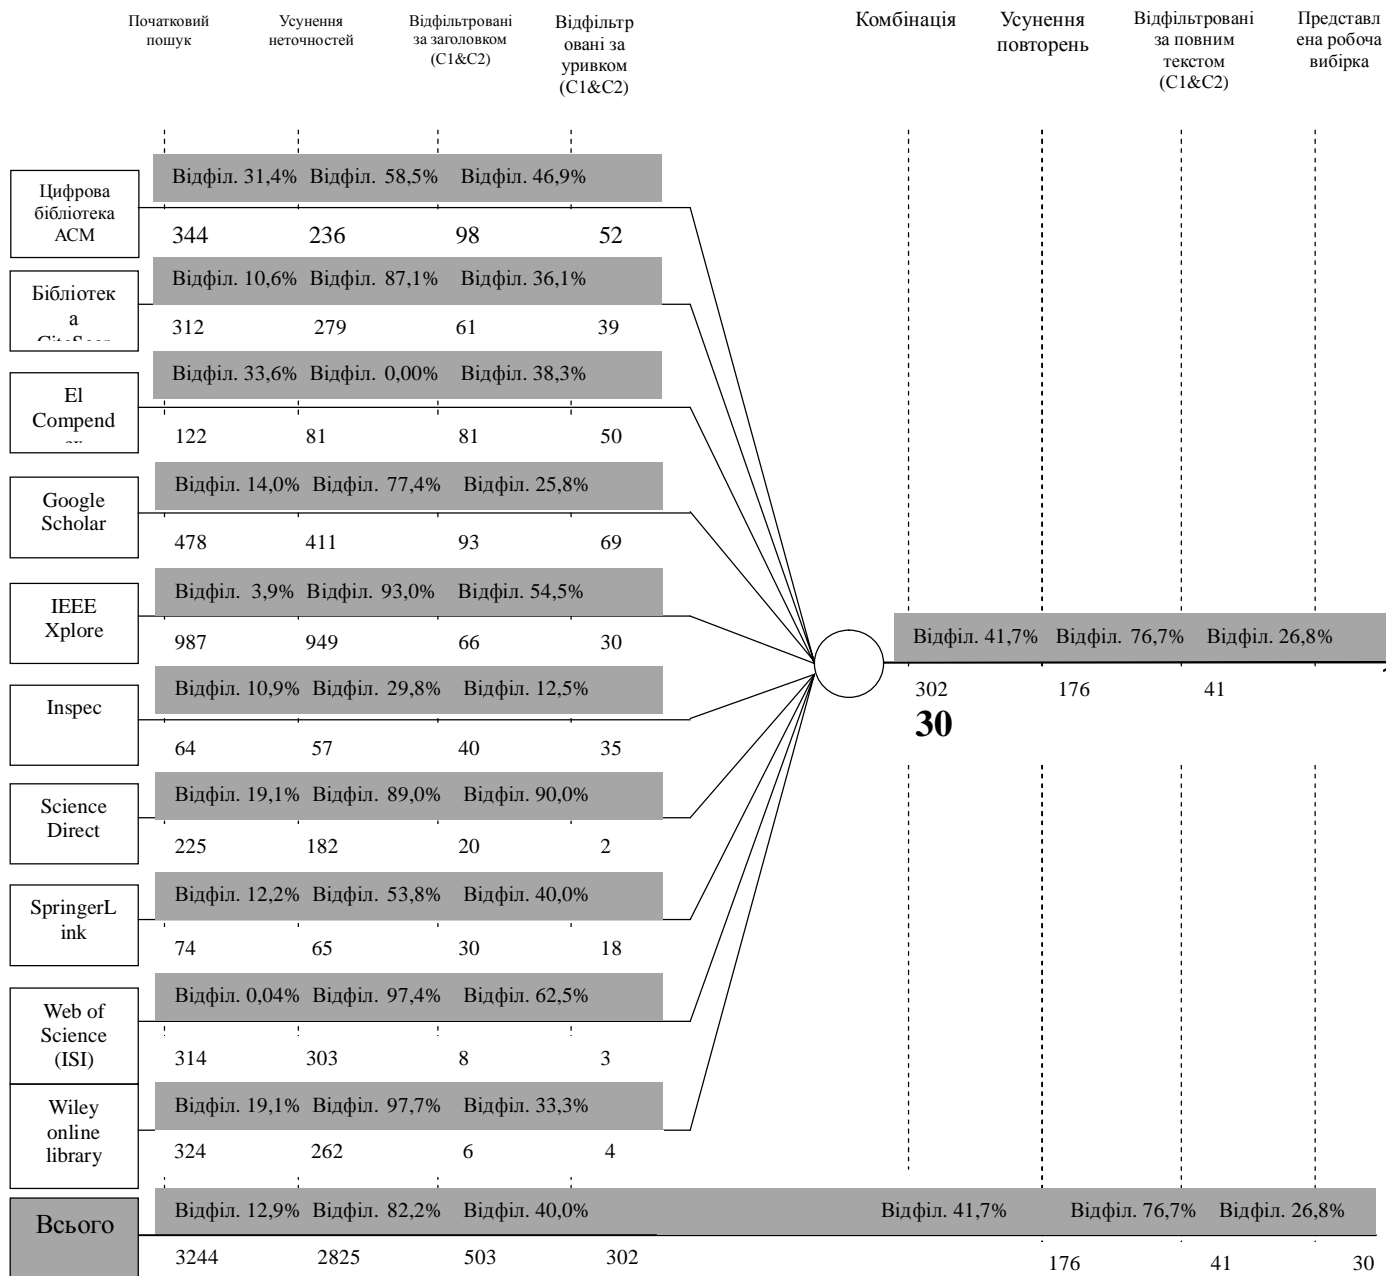 Початковий
пошук
Усунення
неточностей
Відфільтровані
за заголовком
(C1&C2)
Відфільтр
овані за
уривком
(C1&C2)
Комбінація
Усунення
повторень
Відфільтровані
за повним
текстом
(C1&C2)
Представл
ена робоча
вибірка
Відфіл. 31,4% Відфіл. 58,5% Відфіл. 46,9%
Цифрова
бібліотека
ACM
344 236 98 52
Відфіл. 10,6% Відфіл. 87,1% Відфіл. 36,1%
Бібліотек
а
312 279 61 39
Відфіл. 33,6% Відфіл. 0,00% Відфіл. 38,3%
El
Compend
122 81 81 50
Відфіл. 14,0% Відфіл. 77,4% Відфіл. 25,8%
Google
Scholar
478 411 93 69
Відфіл. 3,9% Відфіл. 93,0% Відфіл. 54,5%
IEEE
Xplore
987 949 66 30
Відфіл. 41,7% Відфіл. 76,7% Відфіл. 26,8%
302 176 41
30
Відфіл. 10,9% Відфіл. 29,8% Відфіл. 12,5%
Inspec
64 57 40 35
Відфіл. 19,1% Відфіл. 89,0% Відфіл. 90,0%
Science
Direct
225 182 20 2
Відфіл. 12,2% Відфіл. 53,8% Відфіл. 40,0%
SpringerL
ink
74 65 30 18
Відфіл. 0,04% Відфіл. 97,4% Відфіл. 62,5%
Web of
Science
(ISI)
314 303 8 3
Відфіл. 19,1% Відфіл. 97,7% Відфіл. 33,3%
Wiley
online
library
324 262 6 4
Відфіл. 12,9% Відфіл. 82,2% Відфіл. 40,0% Відфіл. 41,7% Відфіл. 76,7% Відфіл. 26,8%
Всього
3244 2825 503 302 176 41 30